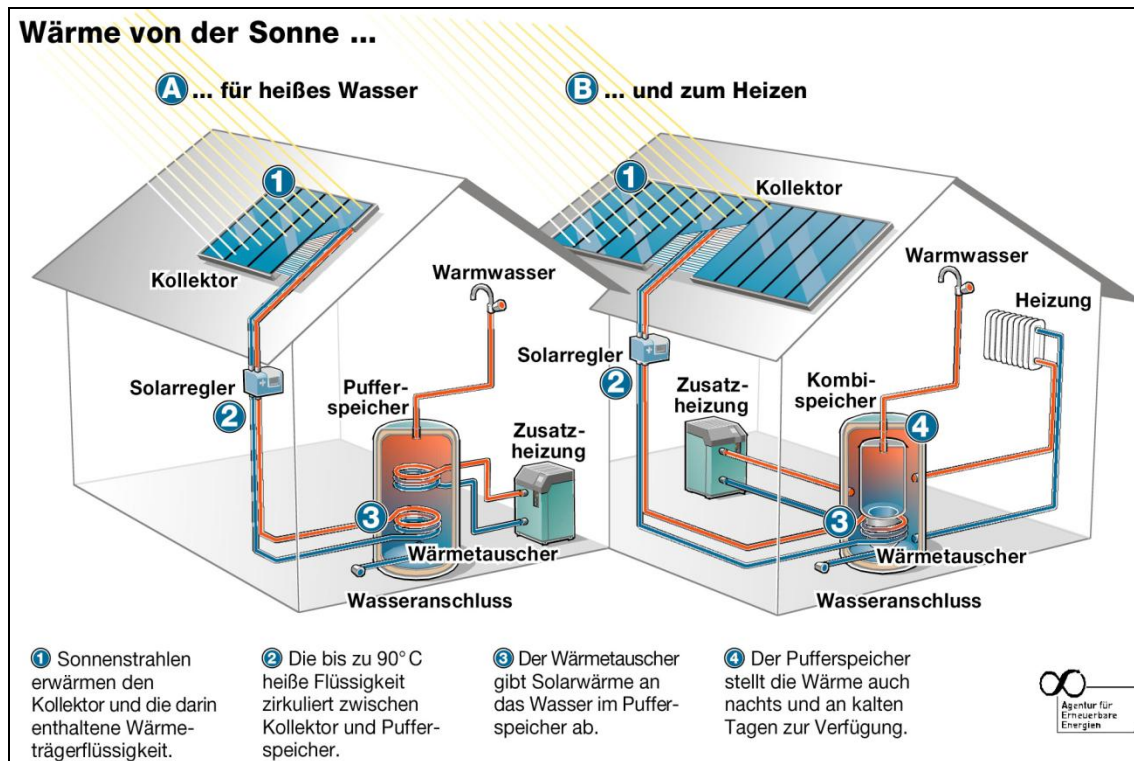 Wärme von der Sonne ...
A ... für heißes Wasser
B ... und zum Heizen
1
Kollektor
Warmwasser
Solarregler
2
Puffer-
speicher
Zusatz-
heizung
3
Wärmetauscher
Wasseranschluss
1
Kollektor
Warmwasser
Heizung
Solarregler
2
Zusatz-
heizung
Kombi-
speicher
4
3
Wärmetauscher
Wasseranschluss
1 Sonnenstrahlen
erwärmen den
Kollektor und die darin
enthaltene Wärme-
trägerflüssigkeit.
2 Die bis zu 90° C
heiße Flüssigkeit
zirkuliert zwischen
Kollektor und Puffer-
speicher.
3 Der Wärmetauscher
gibt Solarwärme an
das Wasser im Puffer-
speicher ab.
4 Der Pufferspeicher
stellt die Wärme auch
nachts und an kalten
Tagen zur Verfügung.
Agentur für
Erneuerbare
Energien